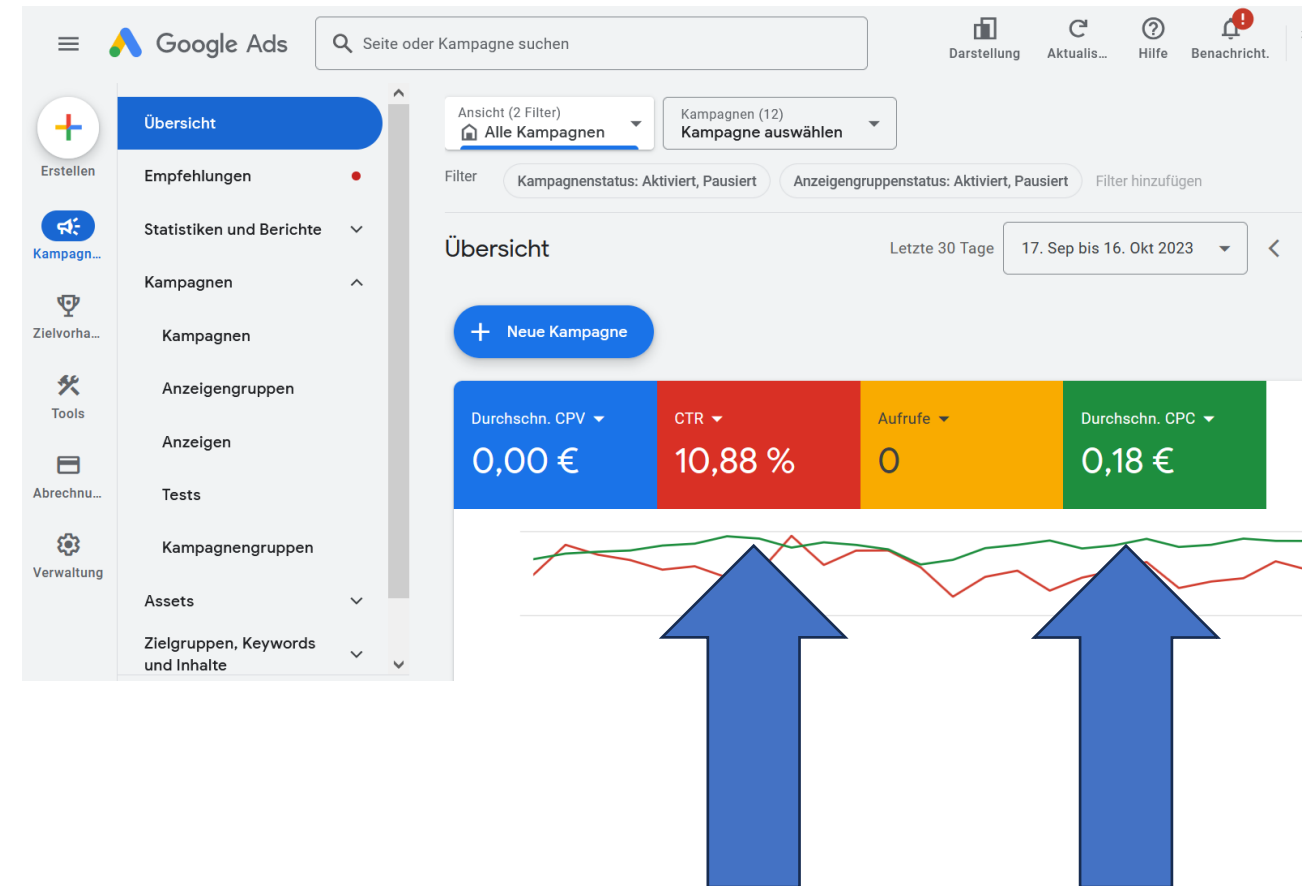 Google Ads
Seite oder Kampagne suchen
Darstellung
Aktualis...
Hilfe
!
Benachricht.
Erstellen
Kampagn...
Zielvorha...
Tools
Abrechnu...
Verwaltung
Übersicht
Empfehlungen
Statistiken und Berichte
Kampagnen
Kampagnen
Anzeigengruppen
Anzeigen
Tests
Kampagnengruppen
Assets
Zielgruppen, Keywords
und Inhalte
Ansicht (2 Filter)
Alle Kampagnen
Kampagnen (12)
Kampagne auswählen
Filter
Kampagnenstatus: Aktiviert, Pausiert
Anzeigengruppenstatus: Aktiviert, Pausiert
Filter hinzufügen
Übersicht
Letzte 30 Tage
17. Sep bis 16. Okt 2023
Neue Kampagne
Durchschn. CPV
0,00 €
CTR
10,88 %
Aufrufe
0
Durchschn. CPC
0,18 €